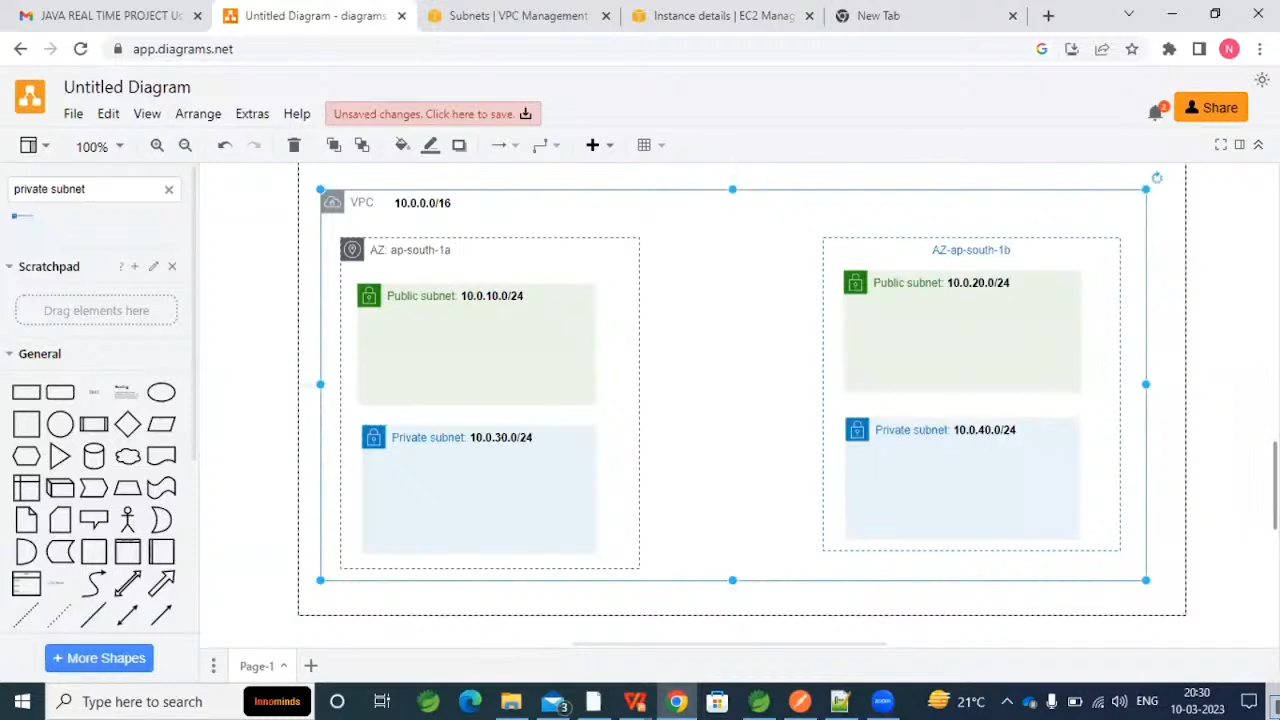 JAVA REAL TIME PROJECT Us
Untitled Diagram - diagrams
Subnets | VPC Management
Instance details | EC2 Manag
New Tab
app.diagrams.net
N
Untitled Diagram
File Edit View Arrange Extras Help
Unsaved changes. Click here to save.
2
Share
100%
private subnet
Scratchpad
?
Drag elements here
General
VPC 10.0.0.0/16
AZ: ap-south-1a
AZ-ap-south-1b
Public subnet: 10.0.10.0/24
Public subnet: 10.0.20.0/24
Private subnet: 10.0.30.0/24
Private subnet: 10.0.40.0/24
+ More Shapes
Page-1
Type here to search
Innominds
3
21°C
ENG
20:30
10-03-2023